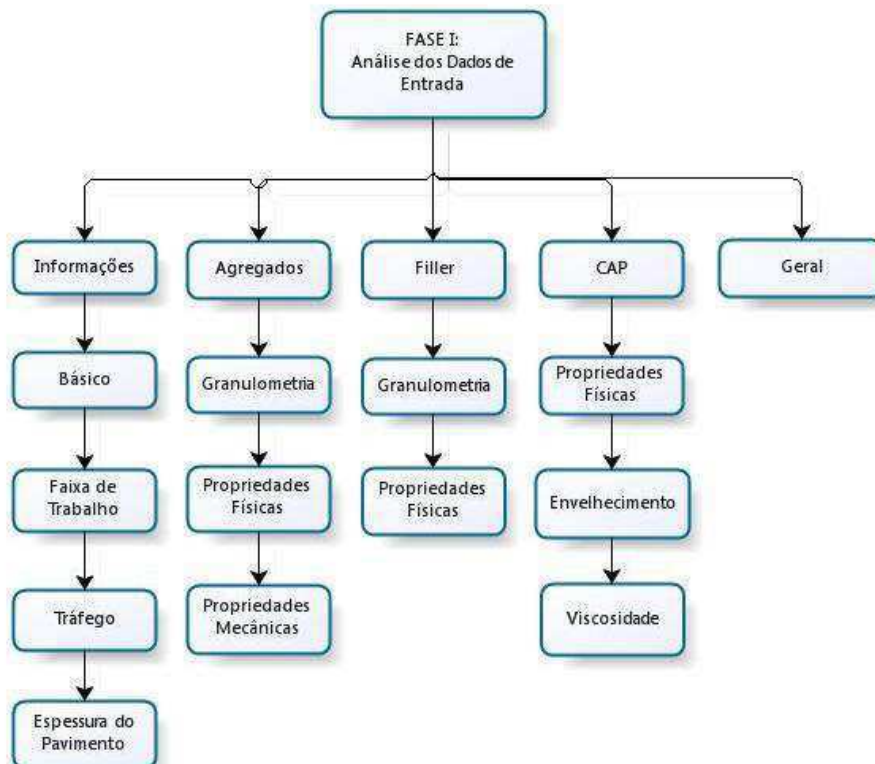 FASE I:
Análise dos Dados de
Entrada
Informações
Agregados
Filler
CAP
Geral
Básico
Granulometria
Granulometria
Propriedades
Físicas
Faixa de
Trabalho
Propriedades
Físicas
Propriedades
Físicas
Envelhecimento
Tráfego
Propriedades
Mecânicas
Viscosidade
Espessura do
Pavimento